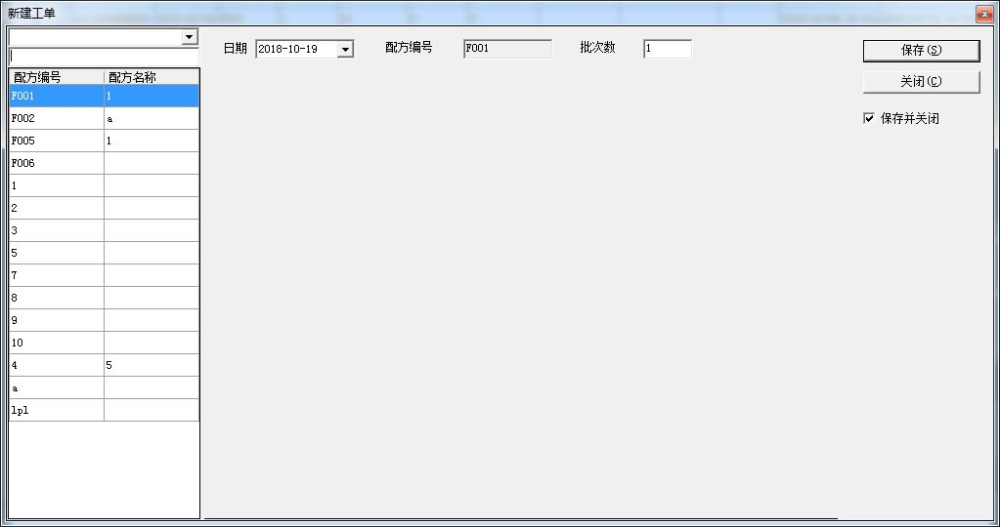 新建工单
日期 2018-10-19 配方编号 F001 批次数 1 保存(S)
关闭(C)
保存并关闭
配方编号 配方名称
F001 1
F002 a
F005 1
F006
1
2
3
5
7
8
9
10
4 5
a
lpl